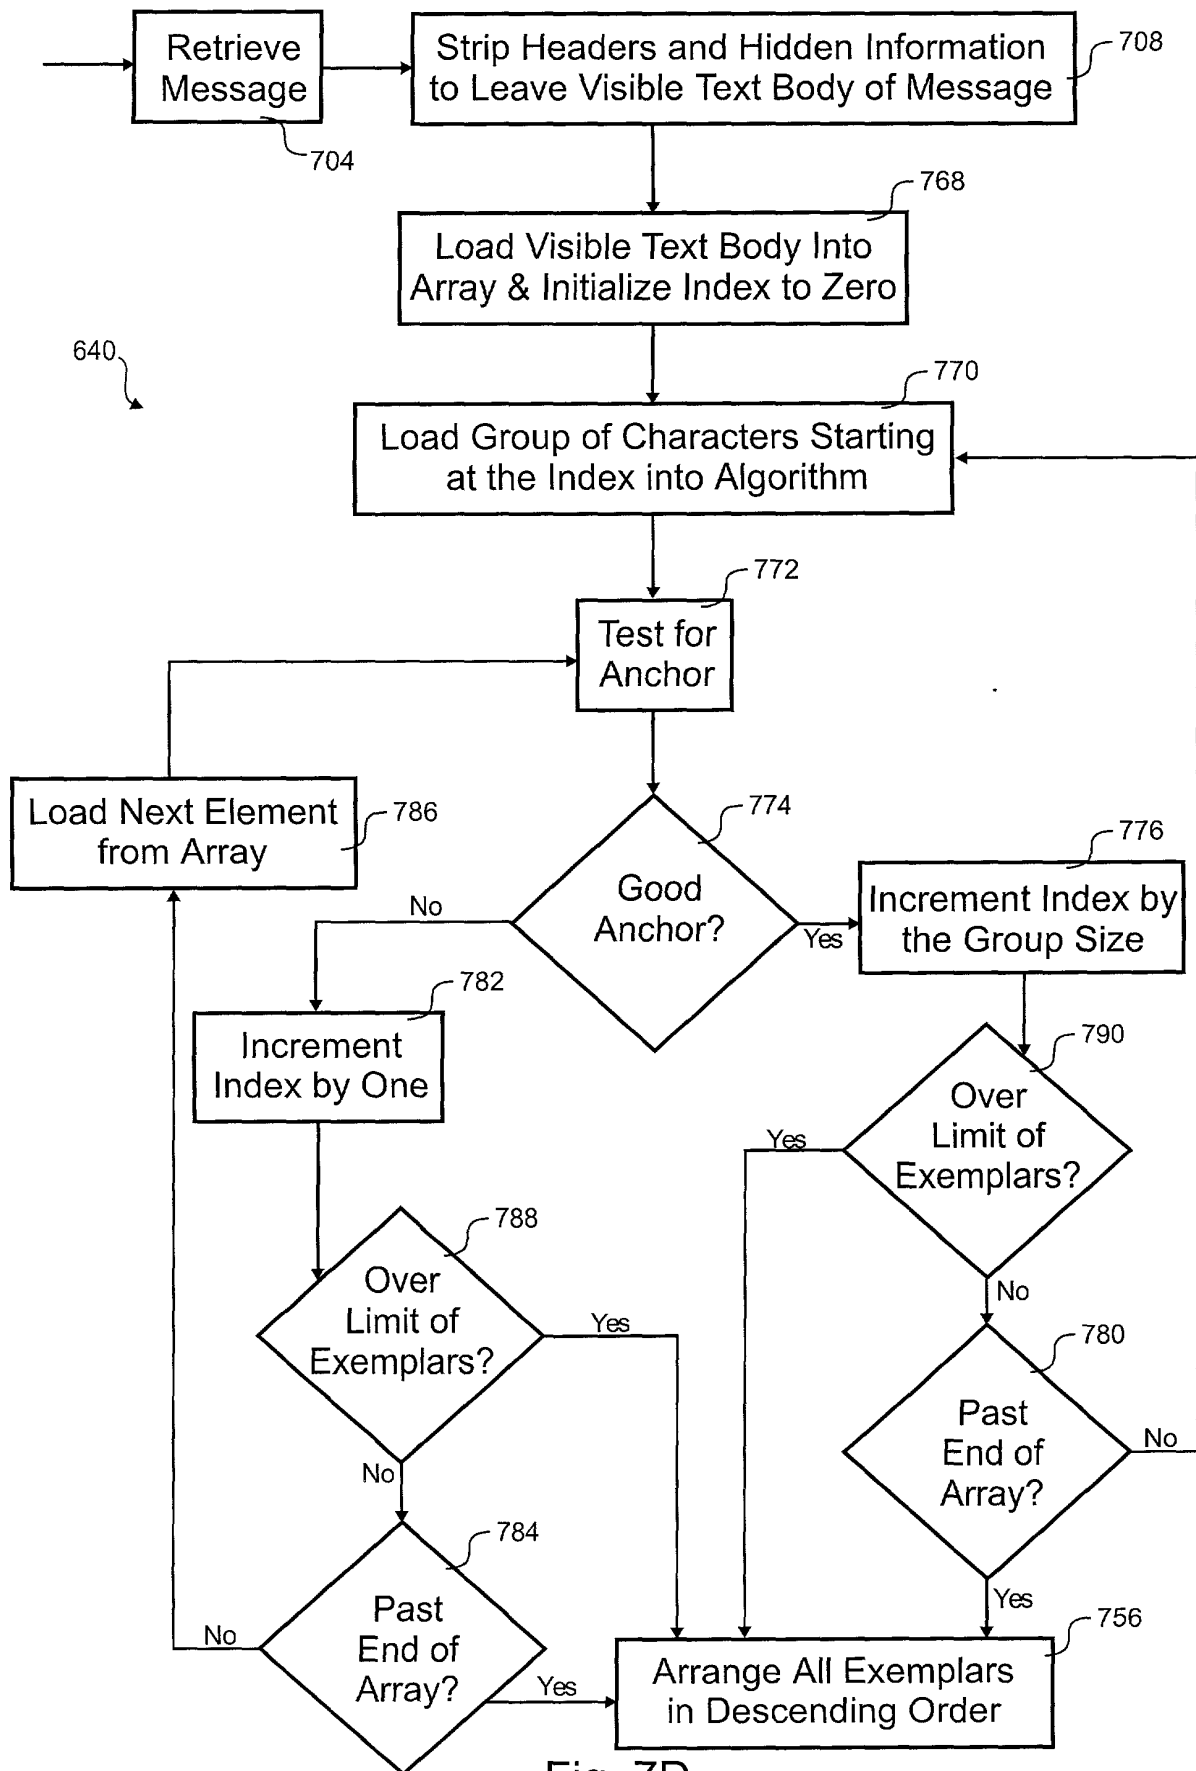 Retrieve
Message
704
Strip Headers and Hidden Information
to Leave Visible Text Body of Message
708
768
Load Visible Text Body Into
Array & Initialize Index to Zero
640
770
Load Group of Characters Starting
at the Index into Algorithm
772
Test for
Anchor
Load Next Element
from Array
786
774
Good
Anchor?
No
Yes
776
Increment Index by
the Group Size
782
Increment
Index by One
790
Over
Limit of
Exemplars?
Yes
No
788
Over
Limit of
Exemplars?
Yes
No
780
Past
End of
Array?
No
Yes
784
Past
End of
Array?
No
Yes
756
Arrange All Exemplars
in Descending Order